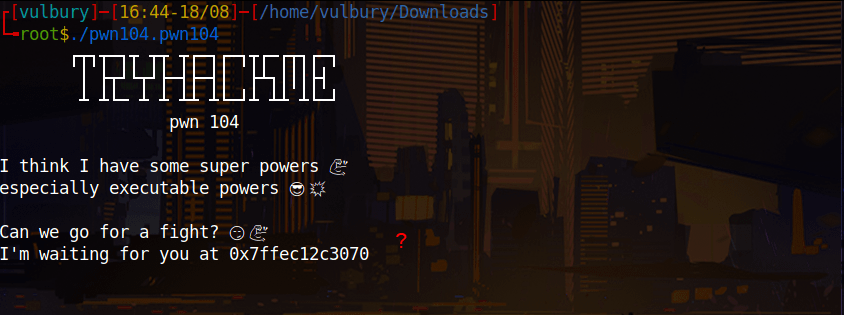 [vulbury]-[16:44-18/08]-[/home/vulbury/Downloads]
root$./pwn104.pwn104
TRYHACKME
pwn 104
I think I have some super powers 💪
especially executable powers 😎💥
Can we go for a fight? 😏💪
I'm waiting for you at 0x7ffec12c3070
?